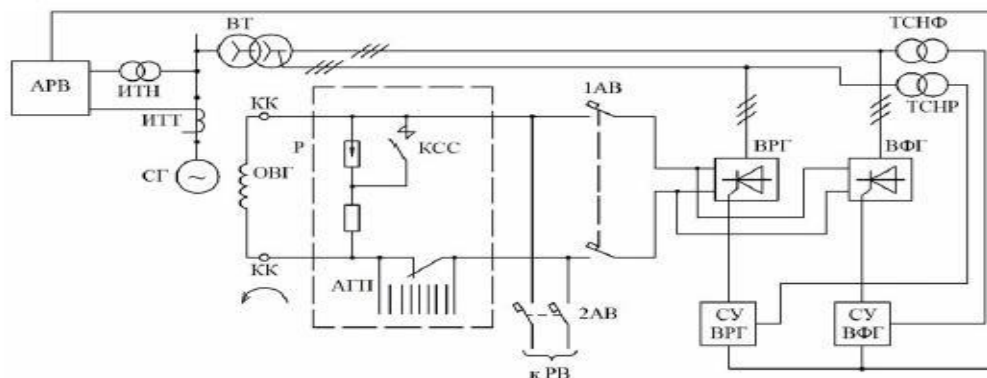 ВТ
ТСНФ
АРВ
ИТН
ТСНР
ИТТ
КК
1АВ
Р
КСС
ВРГ
ВФГ
СГ
~
ОВГ
КК
АГП
2АВ
СУ
ВРГ
СУ
ВФГ
к РВ